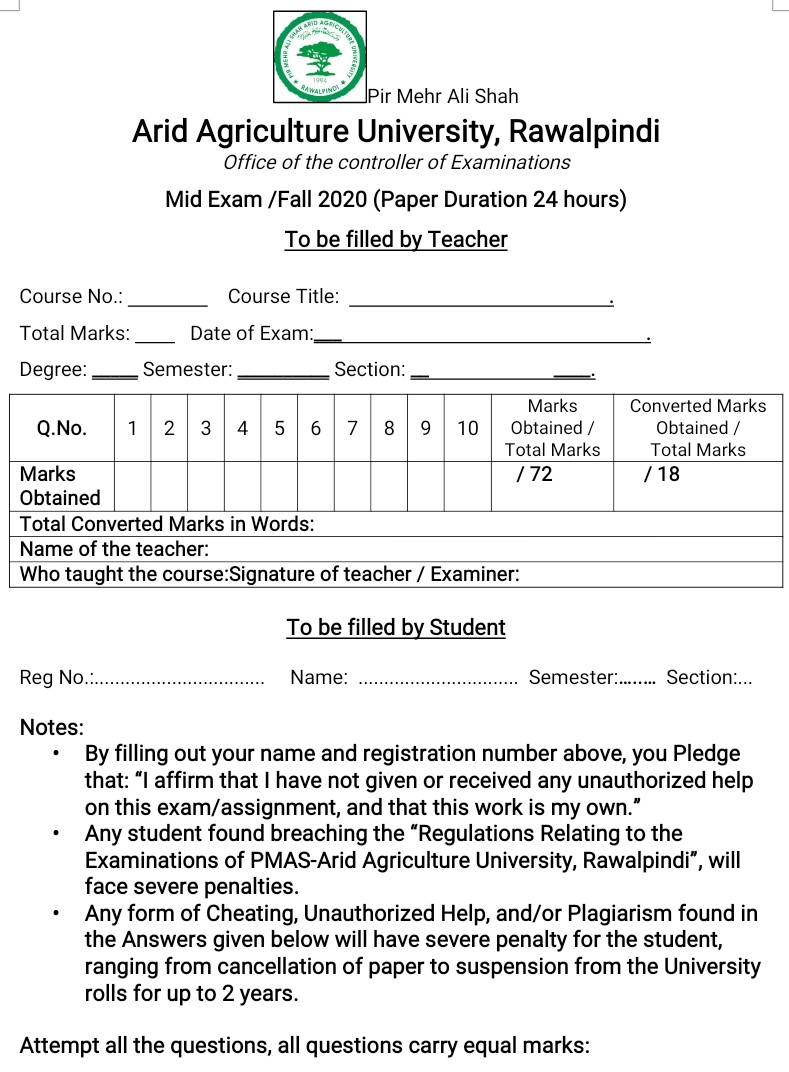 PIR MEHR ALI SHAH ARID AGRICULTURE UNIVERSITY
1994
★ RAWALPINDI ★
Pir Mehr Ali Shah
Arid Agriculture University, Rawalpindi
Office of the controller of Examinations
Mid Exam /Fall 2020 (Paper Duration 24 hours)
To be filled by Teacher
Course No.: _______ Course Title: ________________________.
Total Marks: ____ Date of Exam:________________________________.
Degree: _____ Semester: __________ Section: __________________.
Q.No. 1 2 3 4 5 6 7 8 9 10 Marks Obtained / Total Marks Converted Marks Obtained / Total Marks
Marks Obtained / 72 / 18
Total Converted Marks in Words:
Name of the teacher:
Who taught the course:Signature of teacher / Examiner:
To be filled by Student
Reg No.:................................. Name: ............................... Semester:....... Section:...
Notes:
• By filling out your name and registration number above, you Pledge
that: “I affirm that I have not given or received any unauthorized help
on this exam/assignment, and that this work is my own.”
• Any student found breaching the “Regulations Relating to the
Examinations of PMAS-Arid Agriculture University, Rawalpindi”, will
face severe penalties.
• Any form of Cheating, Unauthorized Help, and/or Plagiarism found in
the Answers given below will have severe penalty for the student,
ranging from cancellation of paper to suspension from the University
rolls for up to 2 years.
Attempt all the questions, all questions carry equal marks: